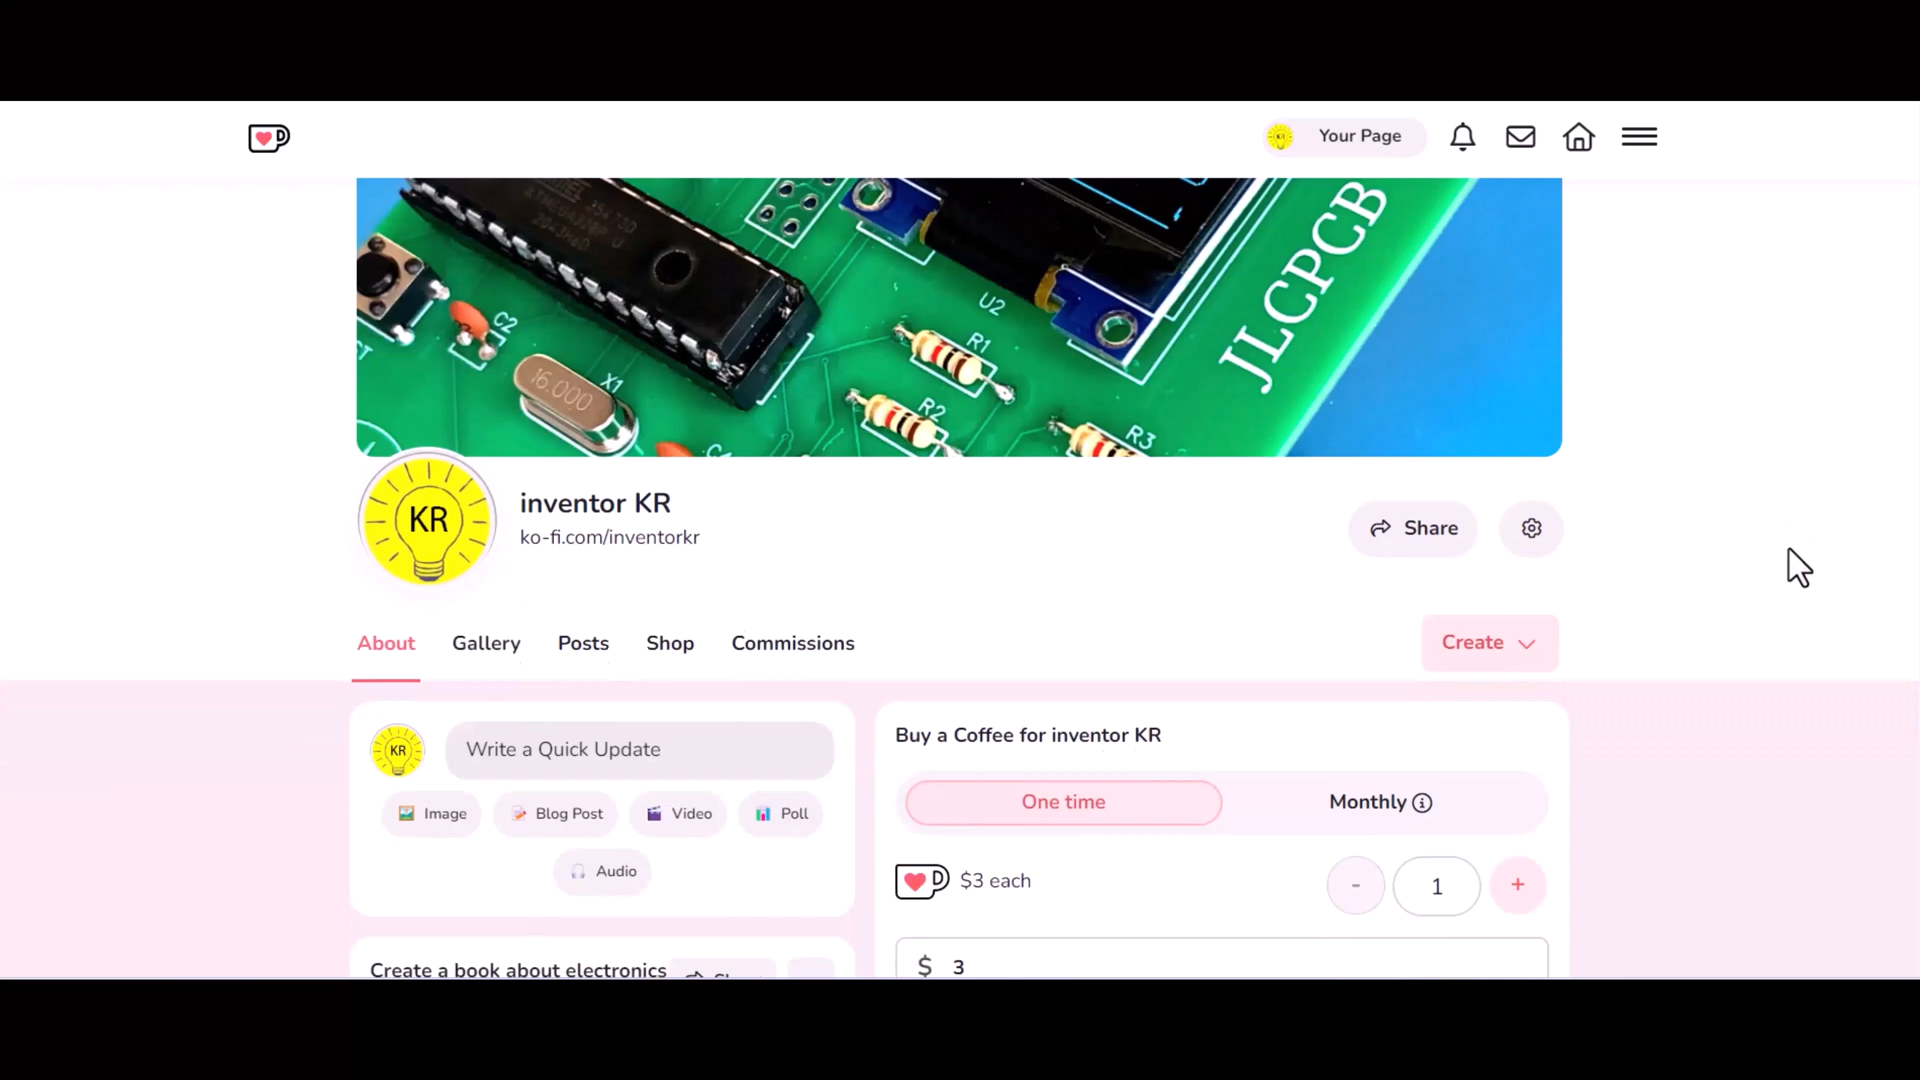 Your Page
JLCPCB
C2
U2
R1
16.000
X1
R2
R3
KR
inventor KR
ko-fi.com/inventorkr
Share
About
Gallery
Posts
Shop
Commissions
Create
KR
Write a Quick Update
Image
Blog Post
Video
Poll
Audio
Create a book about electronics
Buy a Coffee for inventor KR
One time
Monthly
$3 each
-
1
+
$ 3